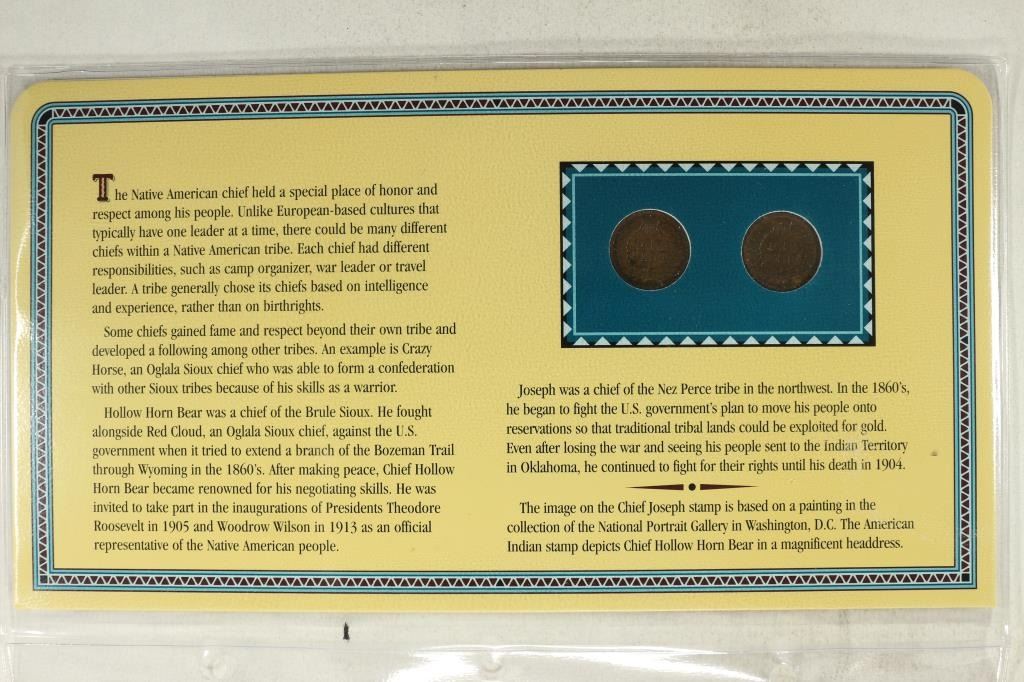 The Native American chief held a special place of honor and
respect among his people. Unlike European-based cultures that
typically have one leader at a time, there could be many different
chiefs within a Native American tribe. Each chief had different
responsibilities, such as camp organizer, war leader or travel
leader. A tribe generally chose its chiefs based on intelligence
and experience, rather than on birthrights.
Some chiefs gained fame and respect beyond their own tribe and
developed a following among other tribes. An example is Crazy
Horse, an Oglala Sioux chief who was able to form a confederation
with other Sioux tribes because of his skills as a warrior.
Hollow Horn Bear was a chief of the Brule Sioux. He fought
alongside Red Cloud, an Oglala Sioux chief, against the U.S.
government when it tried to extend a branch of the Bozeman Trail
through Wyoming in the 1860's. After making peace, Chief Hollow
Horn Bear became renowned for his negotiating skills. He was
invited to take part in the inaugurations of Presidents Theodore
Roosevelt in 1905 and Woodrow Wilson in 1913 as an official
representative of the Native American people.
Joseph was a chief of the Nez Perce tribe in the northwest. In the 1860's,
he began to fight the U.S. government's plan to move his people onto
reservations so that traditional tribal lands could be exploited for gold.
Even after losing the war and seeing his people sent to the Indian Territory
in Oklahoma, he continued to fight for their rights until his death in 1904.
The image on the Chief Joseph stamp is based on a painting in the
collection of the National Portrait Gallery in Washington, D.C. The American
Indian stamp depicts Chief Hollow Horn Bear in a magnificent headdress.